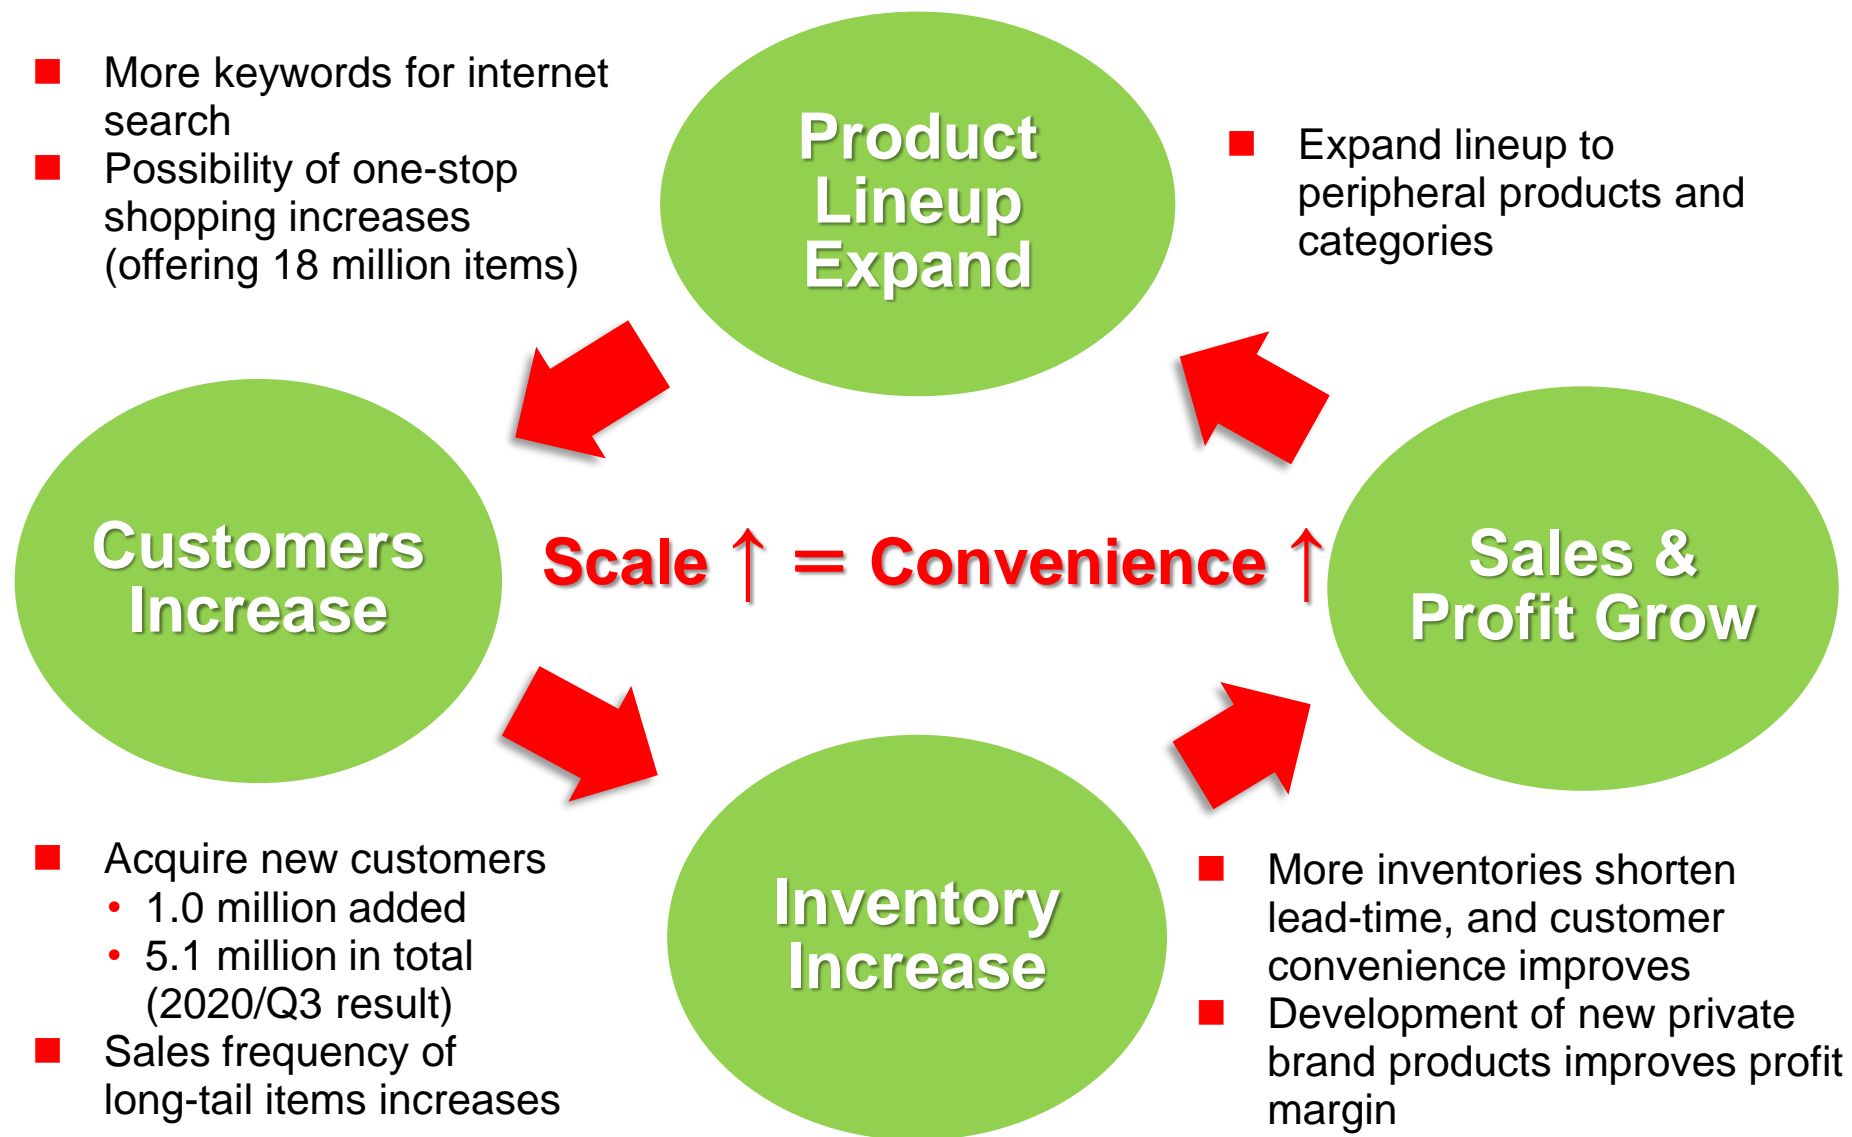 More keywords for internet
search
Possibility of one-stop
shopping increases
(offering 18 million items)
Product
Lineup
Expand
Expand lineup to
peripheral products and
categories
Customers
Increase
Scale ↑ = Convenience ↑
Sales &
Profit Grow
Acquire new customers
• 1.0 million added
• 5.1 million in total
(2020/Q3 result)
Sales frequency of
long-tail items increases
Inventory
Increase
More inventories shorten
lead-time, and customer
convenience improves
Development of new private
brand products improves profit
margin